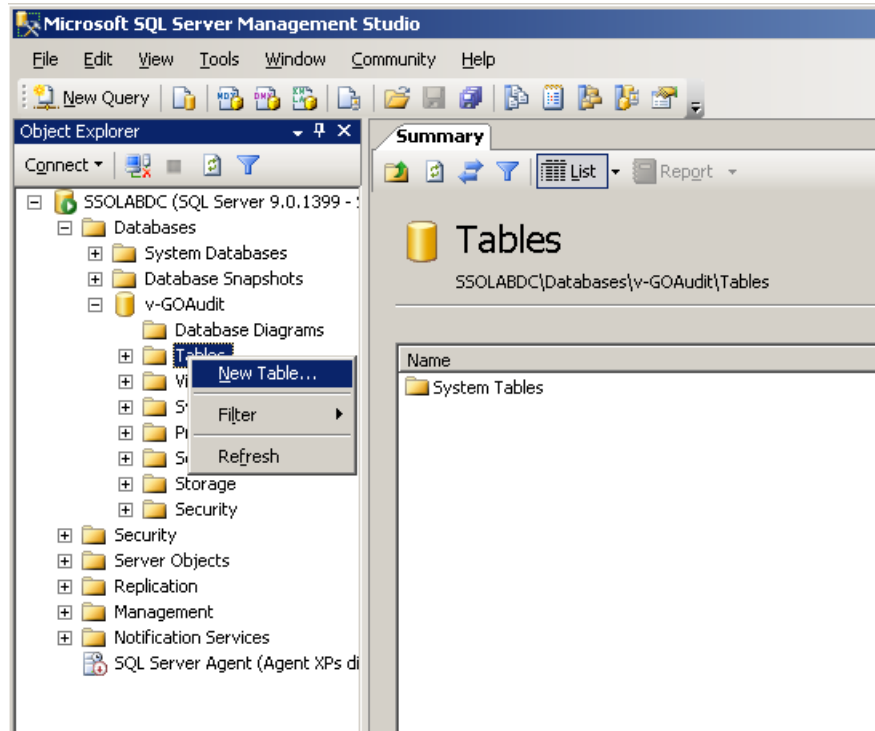 Microsoft SQL Server Management Studio
File Edit View Tools Window Community Help
New Query
Object Explorer
Connect
SSOLABDC (SQL Server 9.0.1399 -
Databases
System Databases
Database Snapshots
v-GOAudit
Database Diagrams
Tables
New Table...
Filter
Refresh
Storage
Security
Security
Server Objects
Replication
Management
Notification Services
SQL Server Agent (Agent XPs di
Summary
List Report
Tables
SSOLABDC\Databases\v-GOAudit\Tables
Name
System Tables